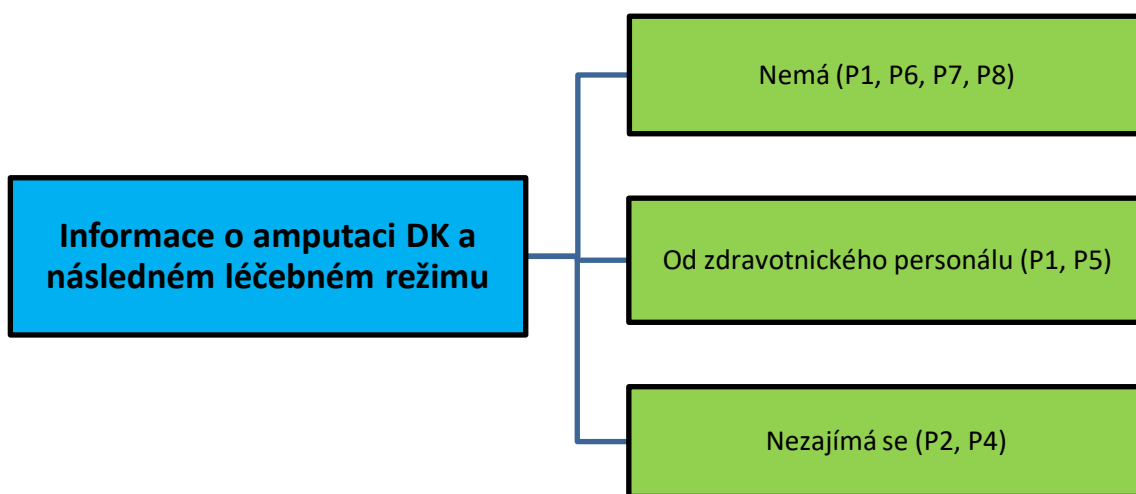 Nemá (P1, P6, P7, P8)
Informace o amputaci DK a
následném léčebném režimu
Od zdravotnického personálu (P1, P5)
Nezajímá se (P2, P4)